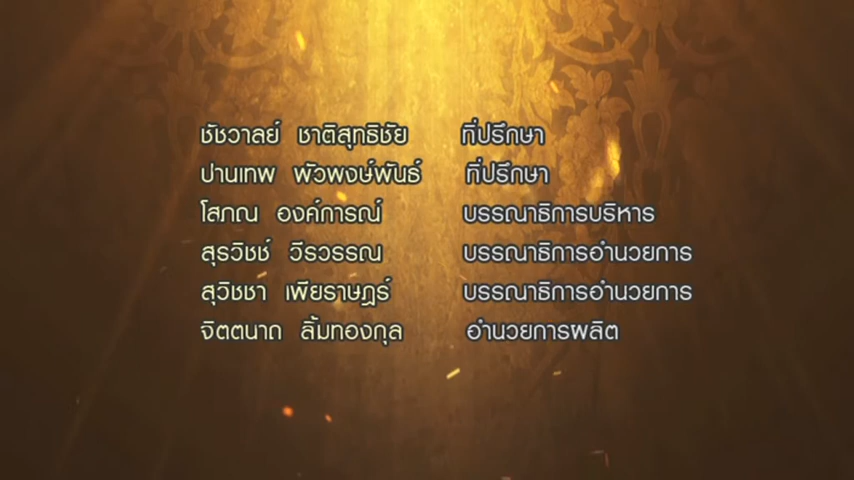 ชัชวาลย์ ชาติสุทธิชัย ที่ปรึกษา
ปานเทพ พัวพงษ์พันธ์ ที่ปรึกษา
โสภณ องค์การณ์ บรรณาธิการบริหาร
สุรวิชช์ วีรวรรณ บรรณาธิการอำนวยการ
สุวิชชา เพียราษฎร์ บรรณาธิการอำนวยการ
จิตตนาถ ลิ้มทองกุล อำนวยการผลิต